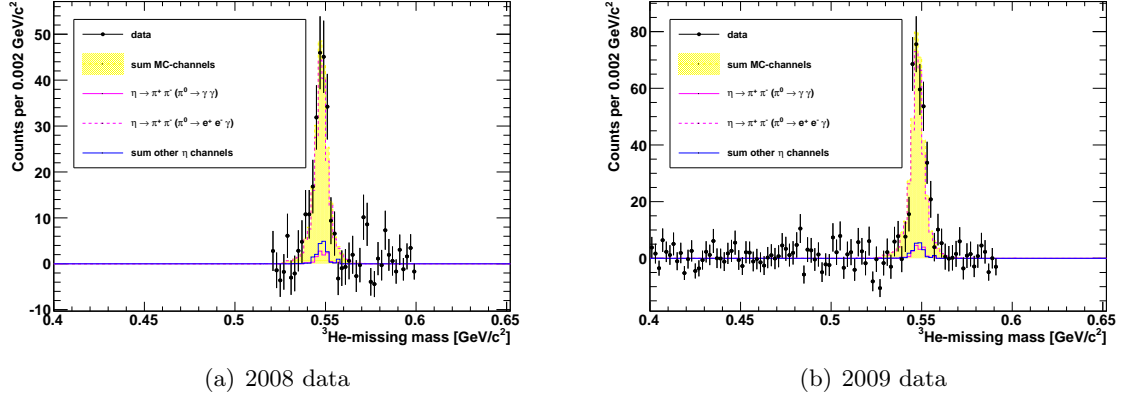 Counts per 0.002 GeV/c²
50
40
30
20
10
0
-10
data
sum MC-channels
η → π⁺ π⁻ (π⁰ → γ γ)
η → π⁺ π⁻ (π⁰ → e⁺ e⁻ γ)
sum other η channels
0.4 0.45 0.5 0.55 0.6 0.65
³He-missing mass [GeV/c²]
(a) 2008 data
Counts per 0.002 GeV/c²
80
60
40
20
0
data
sum MC-channels
η → π⁺ π⁻ (π⁰ → γ γ)
η → π⁺ π⁻ (π⁰ → e⁺ e⁻ γ)
sum other η channels
0.4 0.45 0.5 0.55 0.6 0.65
³He-missing mass [GeV/c²]
(b) 2009 data